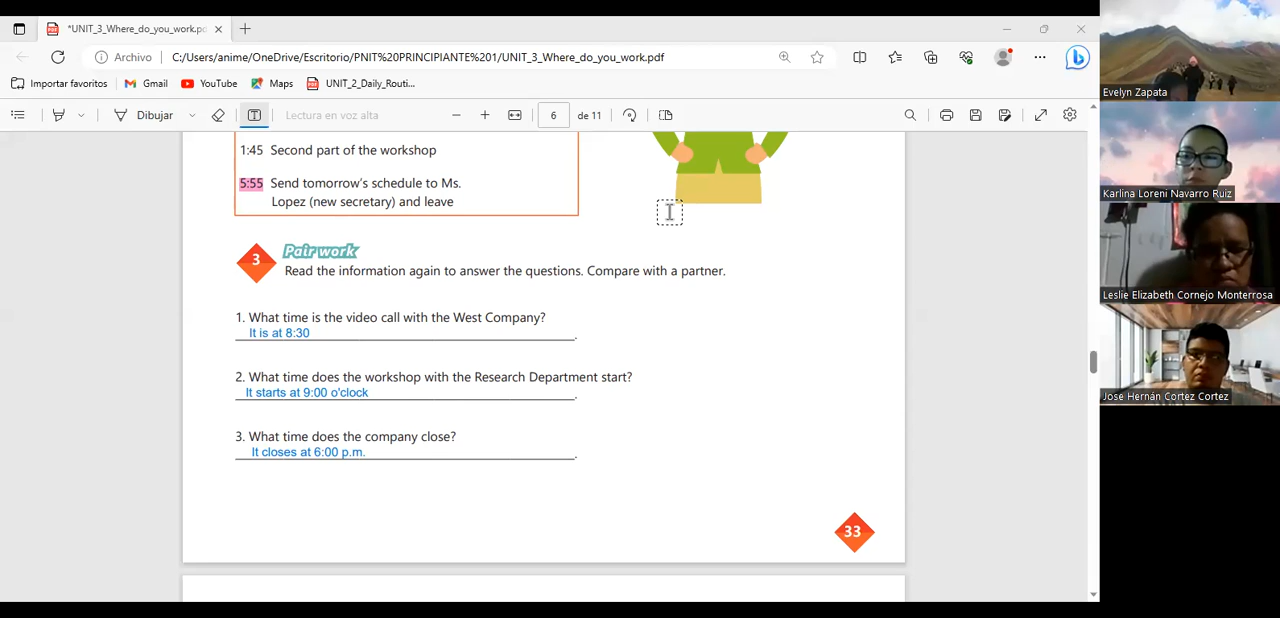 *UNIT_3_Where_do_you_work.pd
Archivo
C:/Users/anime/OneDrive/Escritorio/PNIT%20PRINCIPIANTE%201/UNIT_3_Where_do_you_work.pdf
Importar favoritos
Gmail
YouTube
Maps
UNIT_2_Daily_Routi...
Dibujar
Lectura en voz alta
6
de 11
1:45 Second part of the workshop
5:55 Send tomorrow's schedule to Ms.
Lopez (new secretary) and leave
3
Pair work
Read the information again to answer the questions. Compare with a partner.
1. What time is the video call with the West Company?
It is at 8:30
2. What time does the workshop with the Research Department start?
It starts at 9:00 o'clock
3. What time does the company close?
It closes at 6:00 p.m.
33
Evelyn Zapata
Karlina Loreni Navarro Ruiz
Leslie Elizabeth Cornejo Monterrosa
Jose Hernán Cortez Cortez